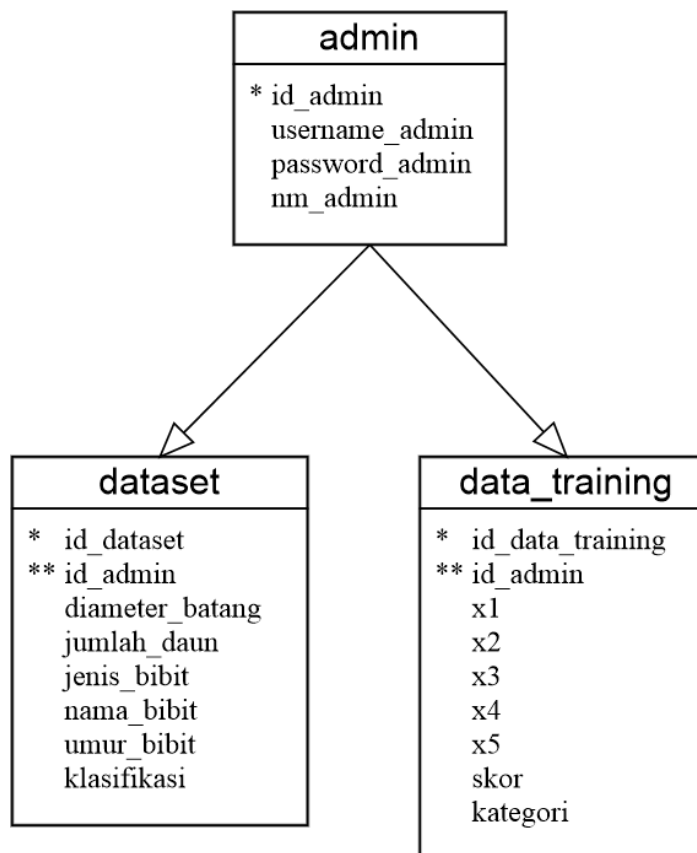 admin
* id_admin
username_admin
password_admin
nm_admin
dataset
* id_dataset
** id_admin
diameter_batang
jumlah_daun
jenis_bibit
nama_bibit
umur_bibit
klasifikasi
data_training
* id_data_training
** id_admin
x1
x2
x3
x4
x5
skor
kategori